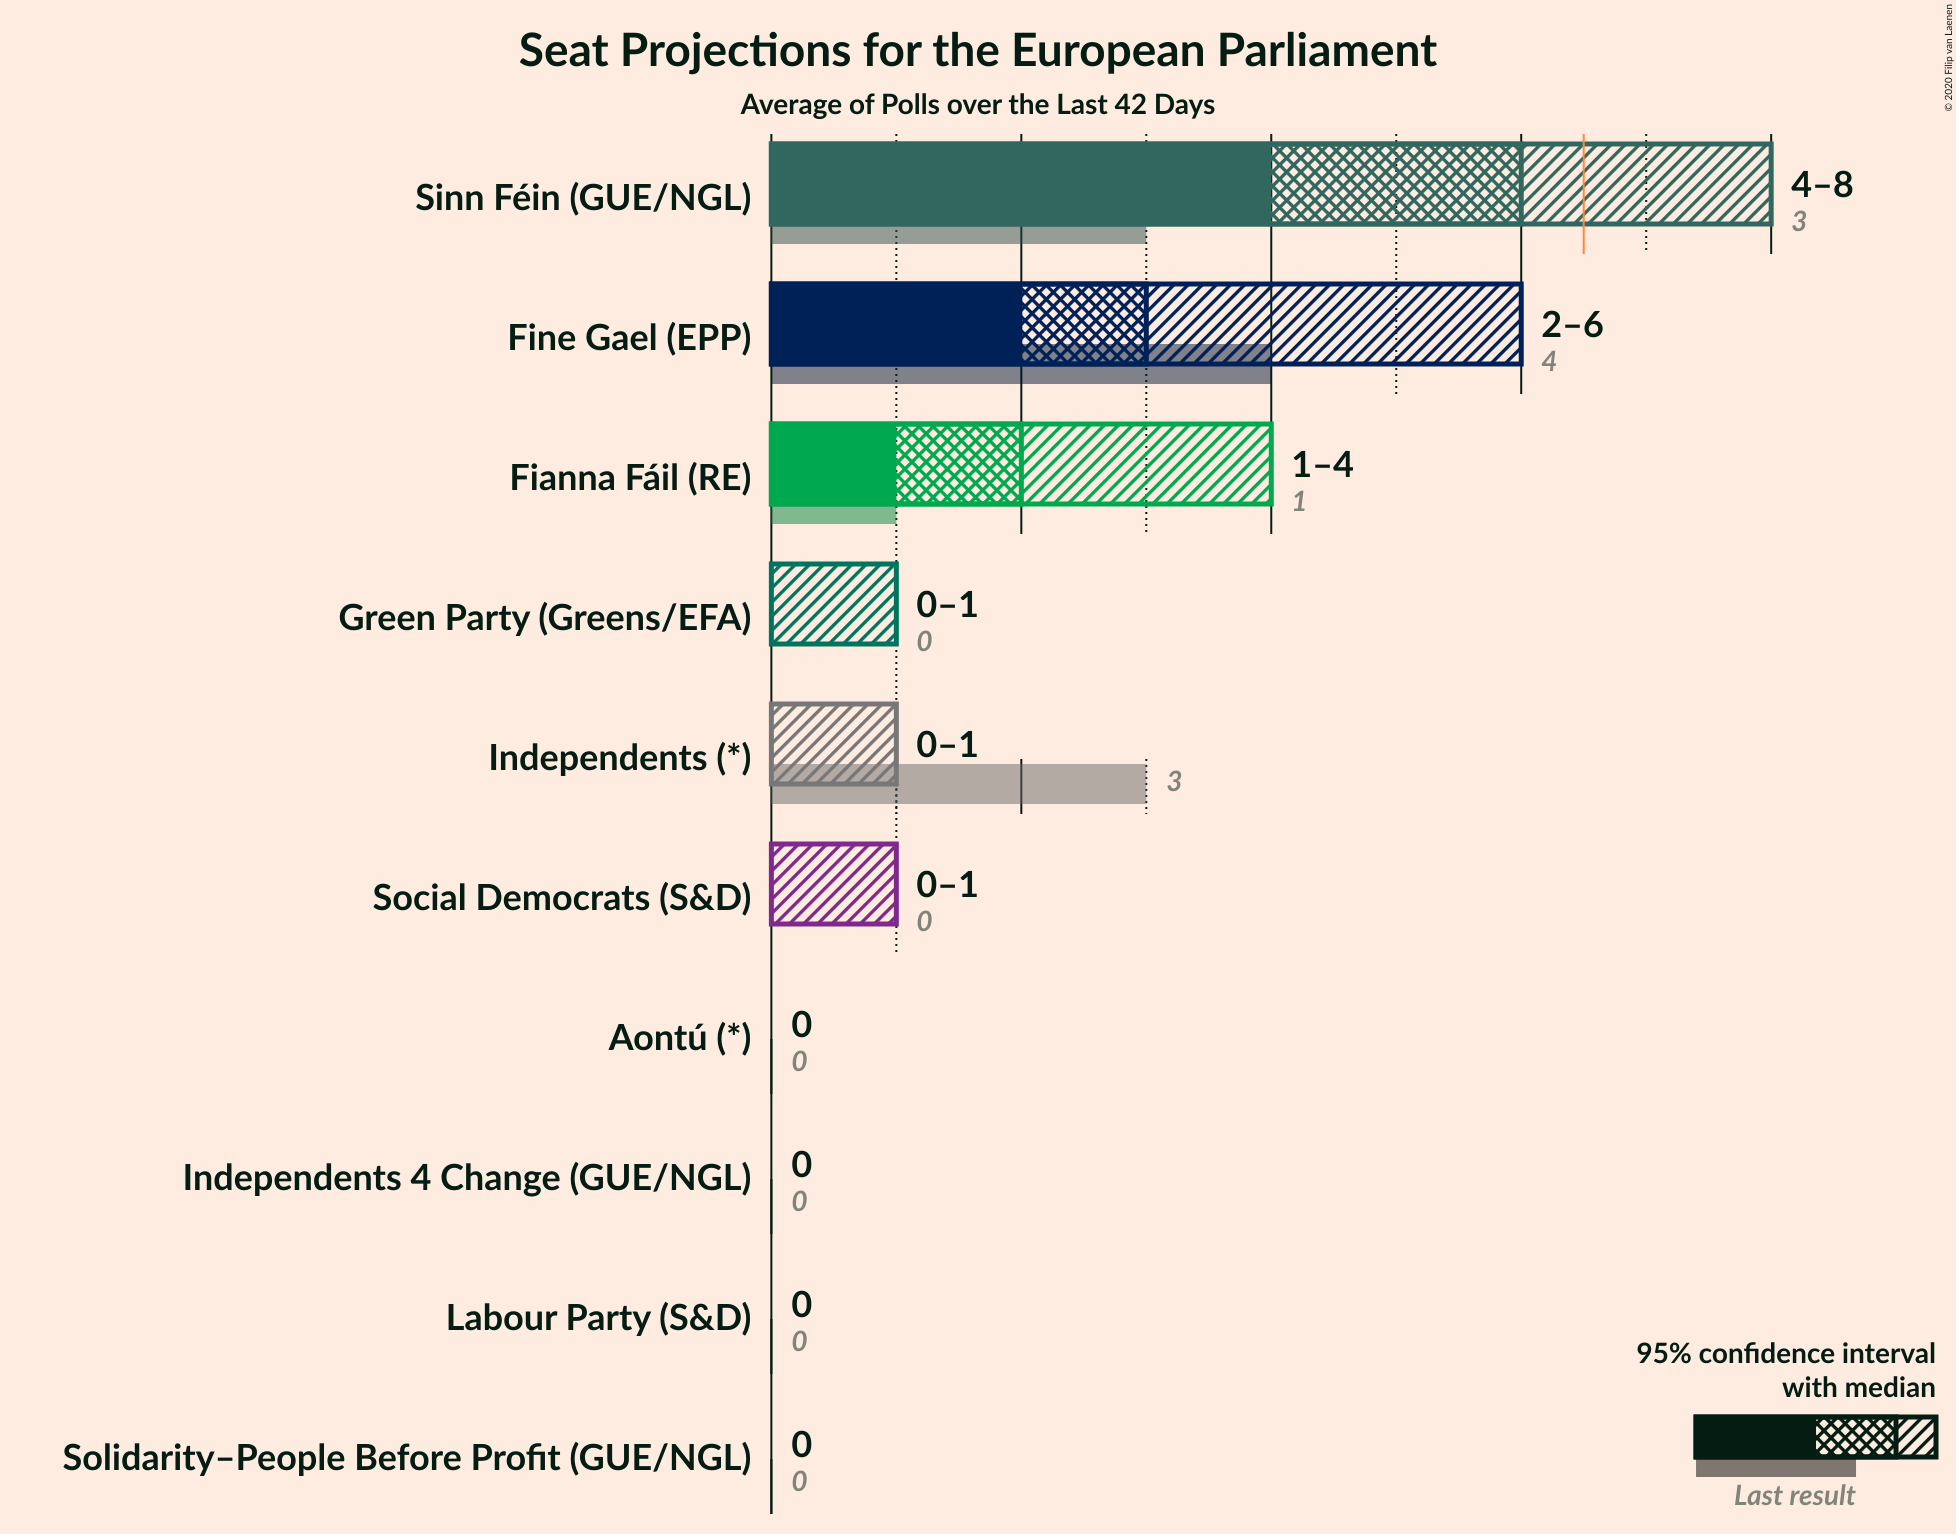 Seat Projections for the European Parliament
Average of Polls over the Last 42 Days
© 2020 Filip van Laenen
Sinn Féin (GUE/NGL)
4–8
3
Fine Gael (EPP)
2–6
4
Fianna Fáil (RE)
1–4
1
Green Party (Greens/EFA)
0–1
0
Independents (*)
0–1
3
Social Democrats (S&D)
0–1
0
Aontú (*)
0
0
Independents 4 Change (GUE/NGL)
0
0
Labour Party (S&D)
0
0
Solidarity–People Before Profit (GUE/NGL)
0
0
95% confidence interval
with median
Last result